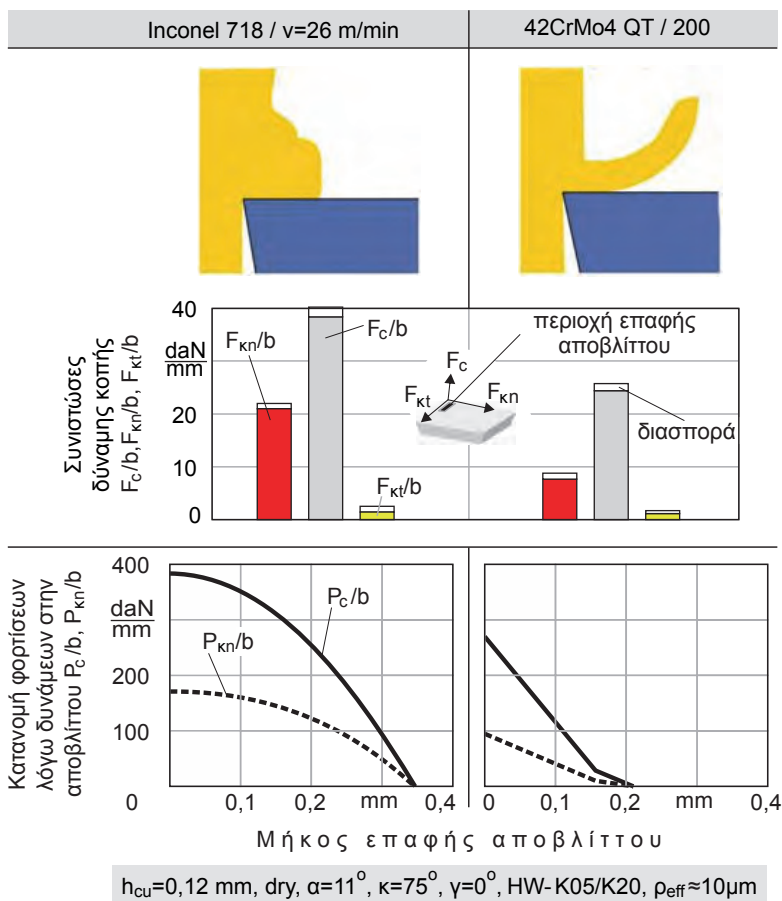 Inconel 718 / v=26 m/min
42CrMo4 QT / 200
Συνιστώσες
δύναμης κοπής
F_c/b,F_κn/b, F_κt/b
40
daN
mm
20
10
0
F_κn/b
F_c/b
F_κt/b
περιοχή επαφής
αποβλίττου
F_c
F_κt
F_κn
διασπορά
Κατανομή φορτίσεων
λόγω δυνάμεων στην
αποβλίττου P_c/b, P_κn/b
400
daN
mm
200
100
0
P_c/b
P_κn/b
0,1 0,2 mm 0,4
0 0,1 0,2 mm 0,4
Μήκος επαφής αποβλίττου
h_cu=0,12 mm, dry, α=11°, κ=75°, γ=0°, HW-K05/K20, ρ_eff≈10μm